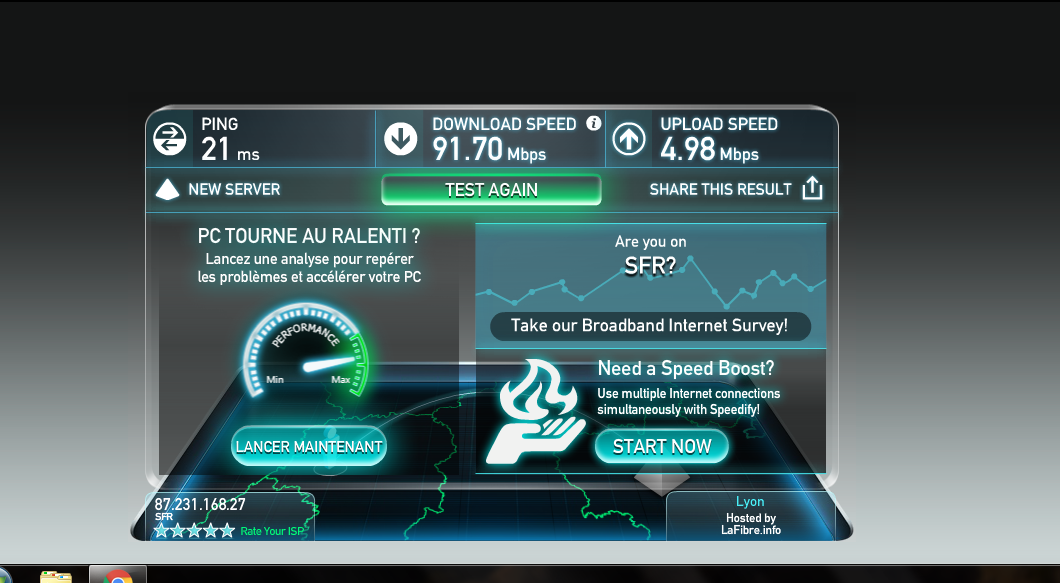 PING
21 ms
DOWNLOAD SPEED i
91.70 Mbps
UPLOAD SPEED
4.98 Mbps
NEW SERVER
TEST AGAIN
SHARE THIS RESULT
PC TOURNE AU RALENTI ?
Lancez une analyse pour repérer
les problèmes et accélérer votre PC
PERFORMANCE
Min
Max
LANCER MAINTENANT
Are you on
SFR?
Take our Broadband Internet Survey!
Need a Speed Boost?
Use multiple Internet connections
simultaneously with Speedify!
START NOW
87.231.168.27
SFR
Rate Your ISP
Lyon
Hosted by
LaFibre.info